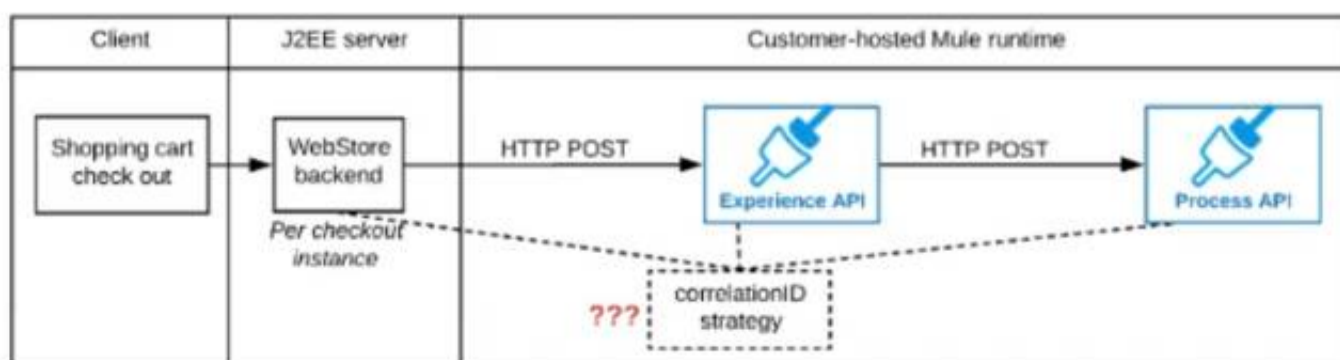 Client
J2EE server
Customer-hosted Mule runtime
Shopping cart
check out
WebStore
backend
HTTP POST
Experience API
HTTP POST
Process API
Per checkout
instance
???
correlationID
strategy